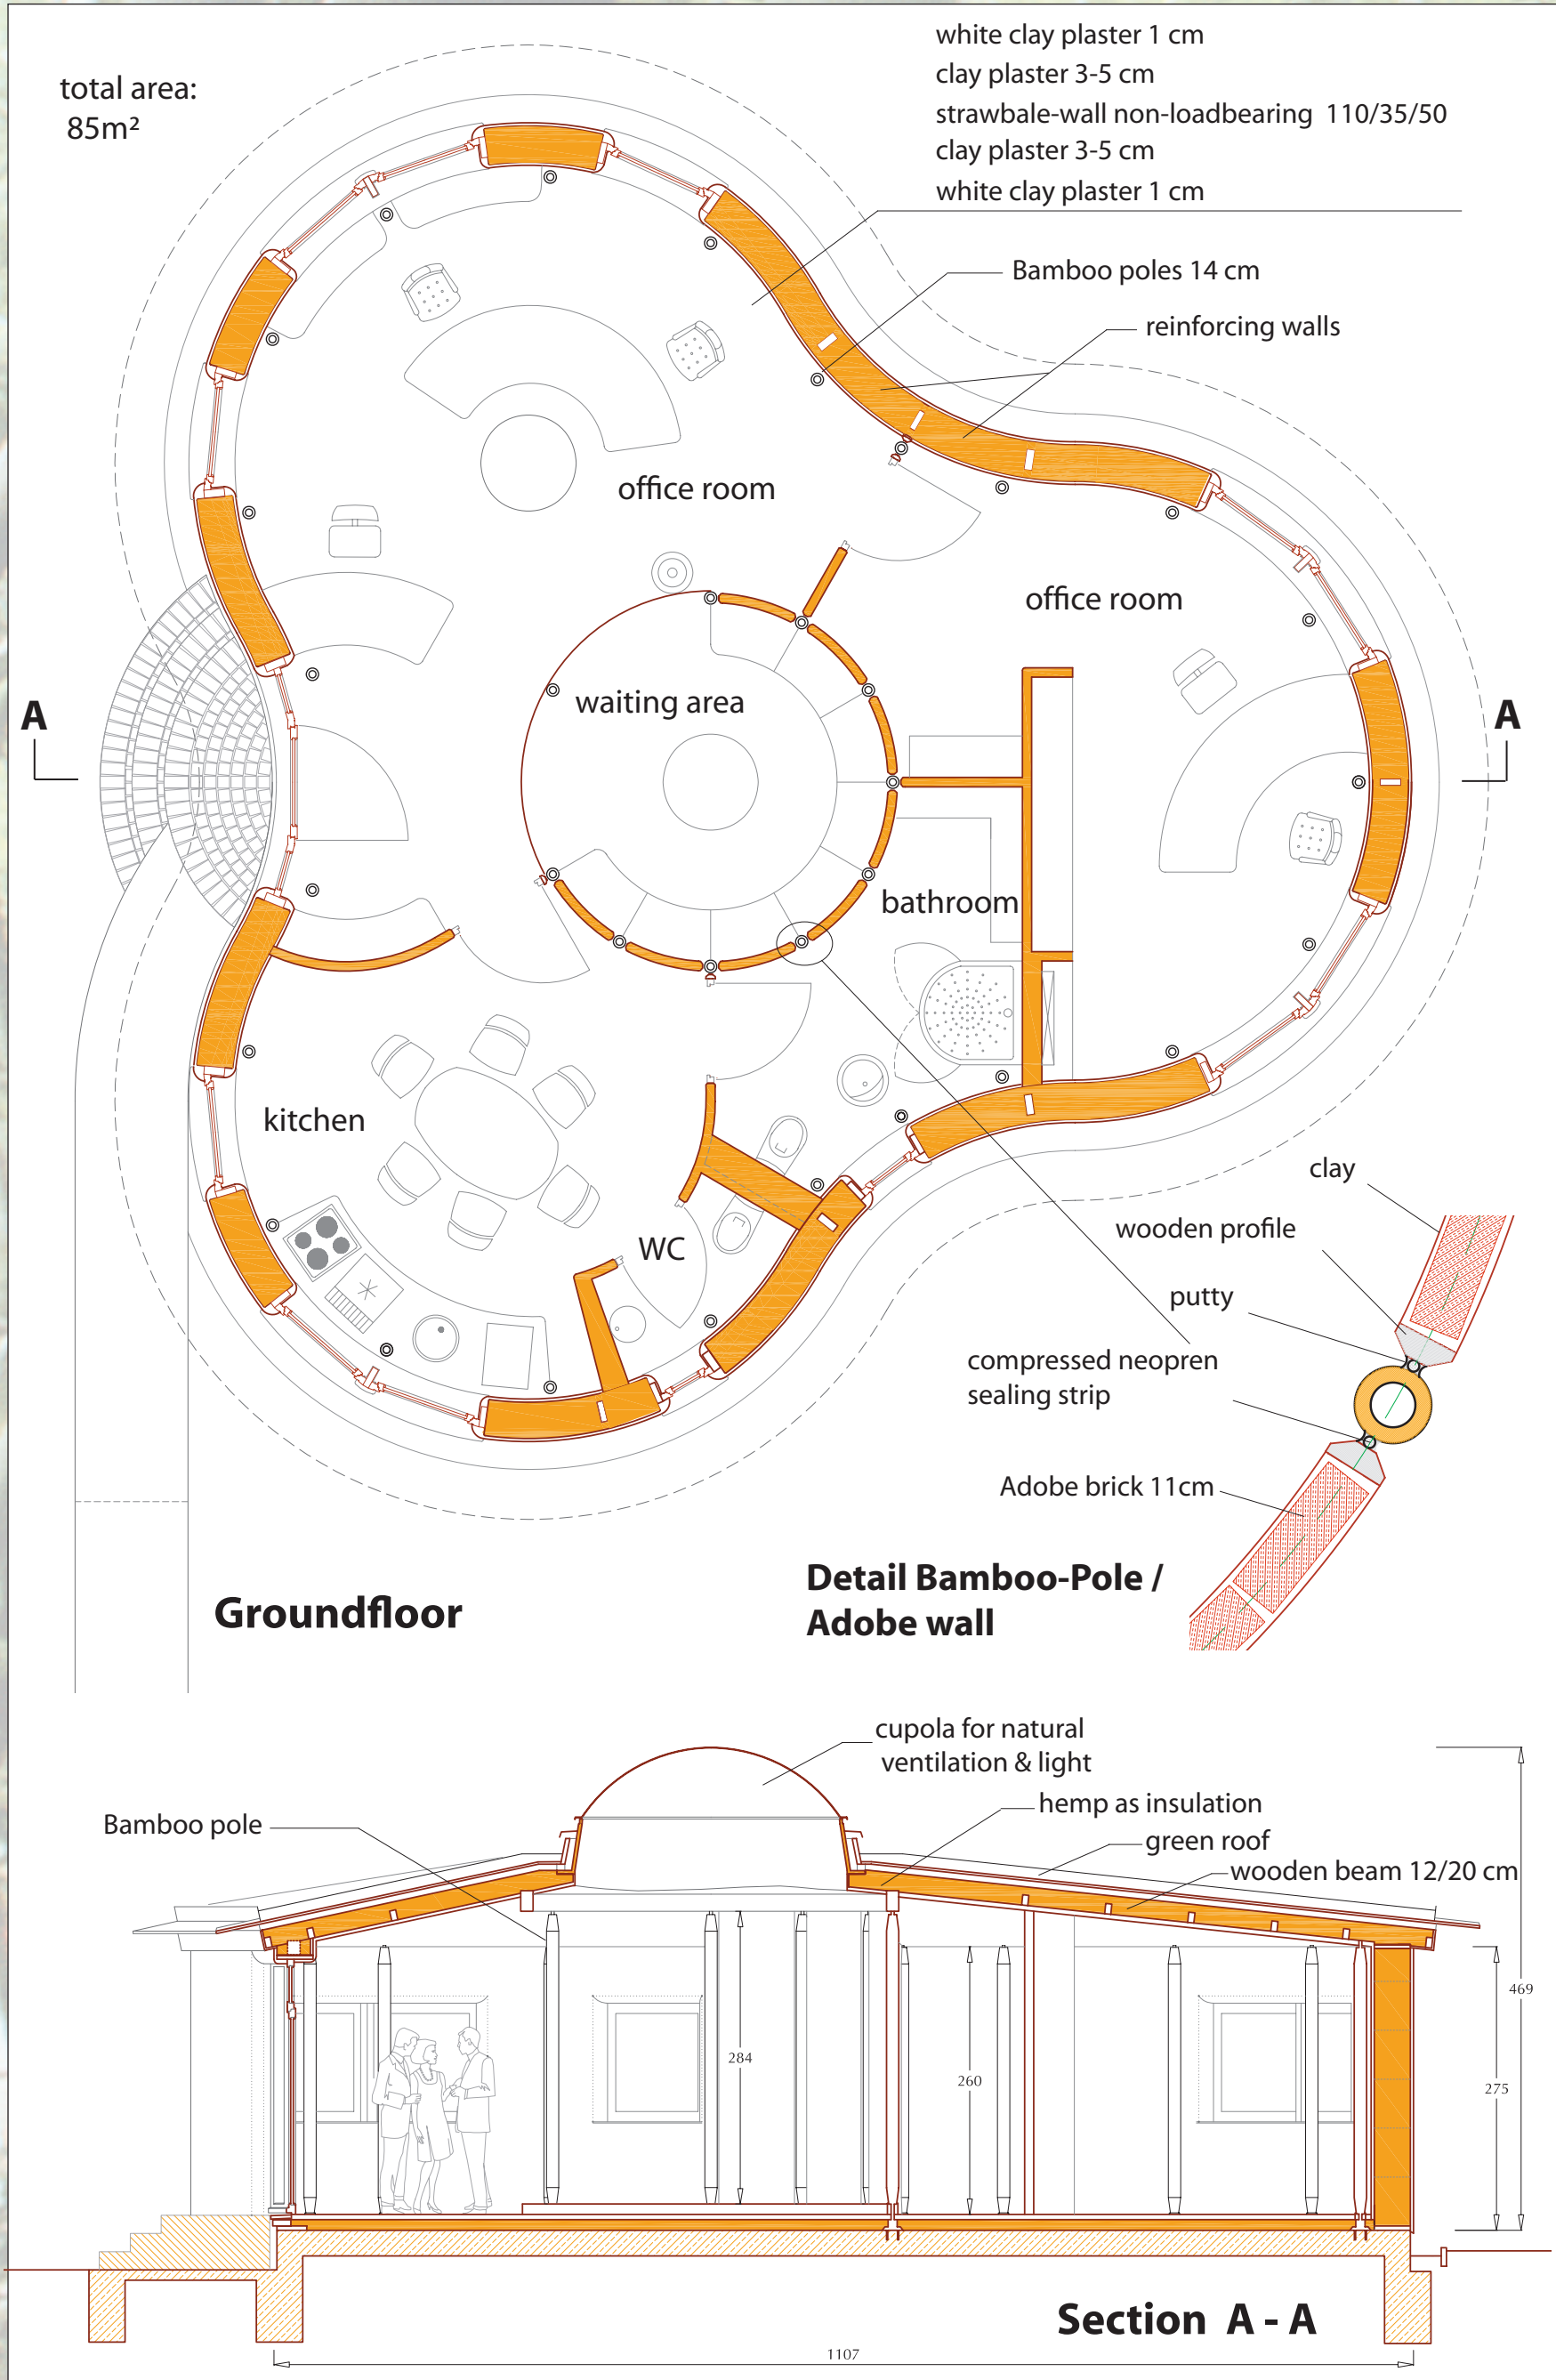 total area:
85m²
white clay plaster 1 cm
clay plaster 3-5 cm
strawbale-wall non-loadbearing 110/35/50
clay plaster 3-5 cm
white clay plaster 1 cm
Bamboo poles 14 cm
reinforcing walls
office room
office room
waiting area
A
A
bathroom
kitchen
WC
clay
wooden profile
putty
compressed neopren
sealing strip
Adobe brick 11cm
Detail Bamboo-Pole /
Adobe wall
Groundfloor
cupola for natural
ventilation & light
Bamboo pole
hemp as insulation
green roof
wooden beam 12/20 cm
469
284
260
275
Section A - A
1107